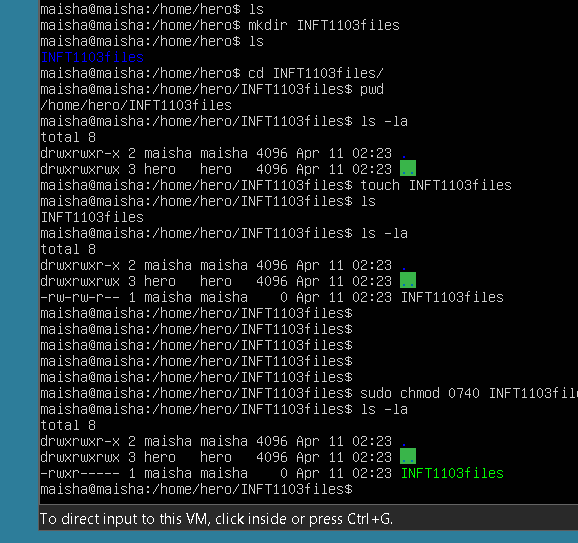 maisha@maisha:/home/hero$ ls
maisha@maisha:/home/hero$ mkdir INFT1103files
maisha@maisha:/home/hero$ ls
INFT1103files
maisha@maisha:/home/hero$ cd INFT1103files/
maisha@maisha:/home/hero/INFT1103files$ pwd
/home/hero/INFT1103files
maisha@maisha:/home/hero/INFT1103files$ ls -la
total 8
drwxrwxr-x 2 maisha maisha 4096 Apr 11 02:23 .
drwxrwxrwx 3 hero   hero   4096 Apr 11 02:23 ..
maisha@maisha:/home/hero/INFT1103files$ touch INFT1103files
maisha@maisha:/home/hero/INFT1103files$ ls
INFT1103files
maisha@maisha:/home/hero/INFT1103files$ ls -la
total 8
drwxrwxr-x 2 maisha maisha 4096 Apr 11 02:23 .
drwxrwxrwx 3 hero   hero   4096 Apr 11 02:23 ..
-rw-rw-r-- 1 maisha maisha    0 Apr 11 02:23 INFT1103files
maisha@maisha:/home/hero/INFT1103files$
maisha@maisha:/home/hero/INFT1103files$
maisha@maisha:/home/hero/INFT1103files$
maisha@maisha:/home/hero/INFT1103files$
maisha@maisha:/home/hero/INFT1103files$
maisha@maisha:/home/hero/INFT1103files$ sudo chmod 0740 INFT1103file
maisha@maisha:/home/hero/INFT1103files$ ls -la
total 8
drwxrwxr-x 2 maisha maisha 4096 Apr 11 02:23 .
drwxrwxrwx 3 hero   hero   4096 Apr 11 02:23 ..
-rwxr----- 1 maisha maisha    0 Apr 11 02:23 INFT1103files
maisha@maisha:/home/hero/INFT1103files$
To direct input to this VM, click inside or press Ctrl+G.